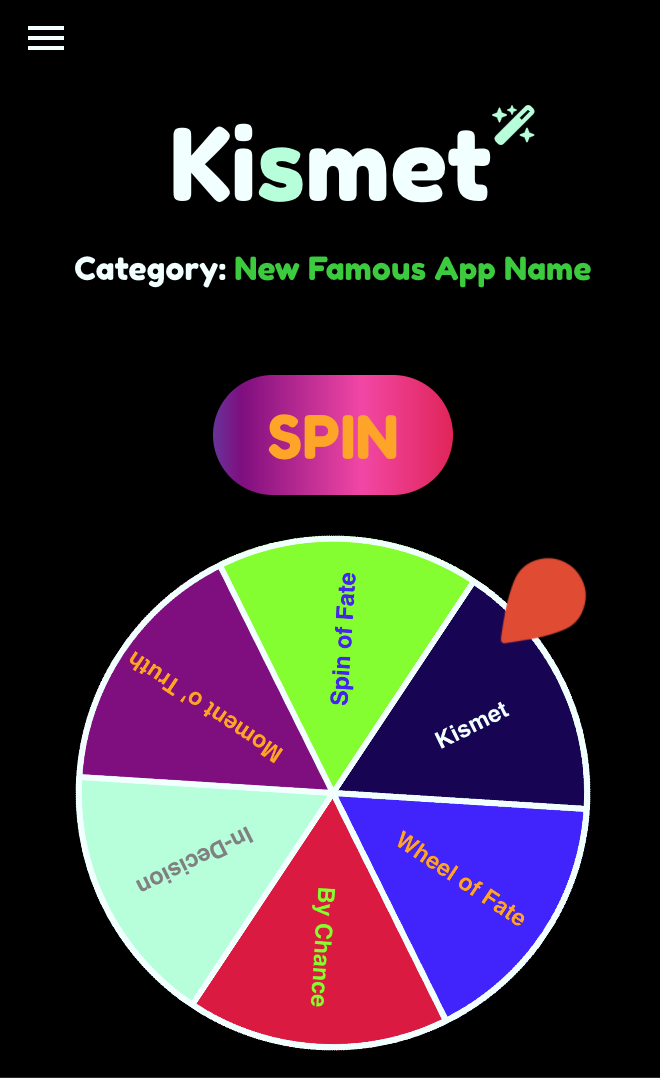 Kismet
Category: New Famous App Name
SPIN
Spin of Fate
Kismet
Wheel of Fate
By Chance
In-Decision
Moment o' Truth